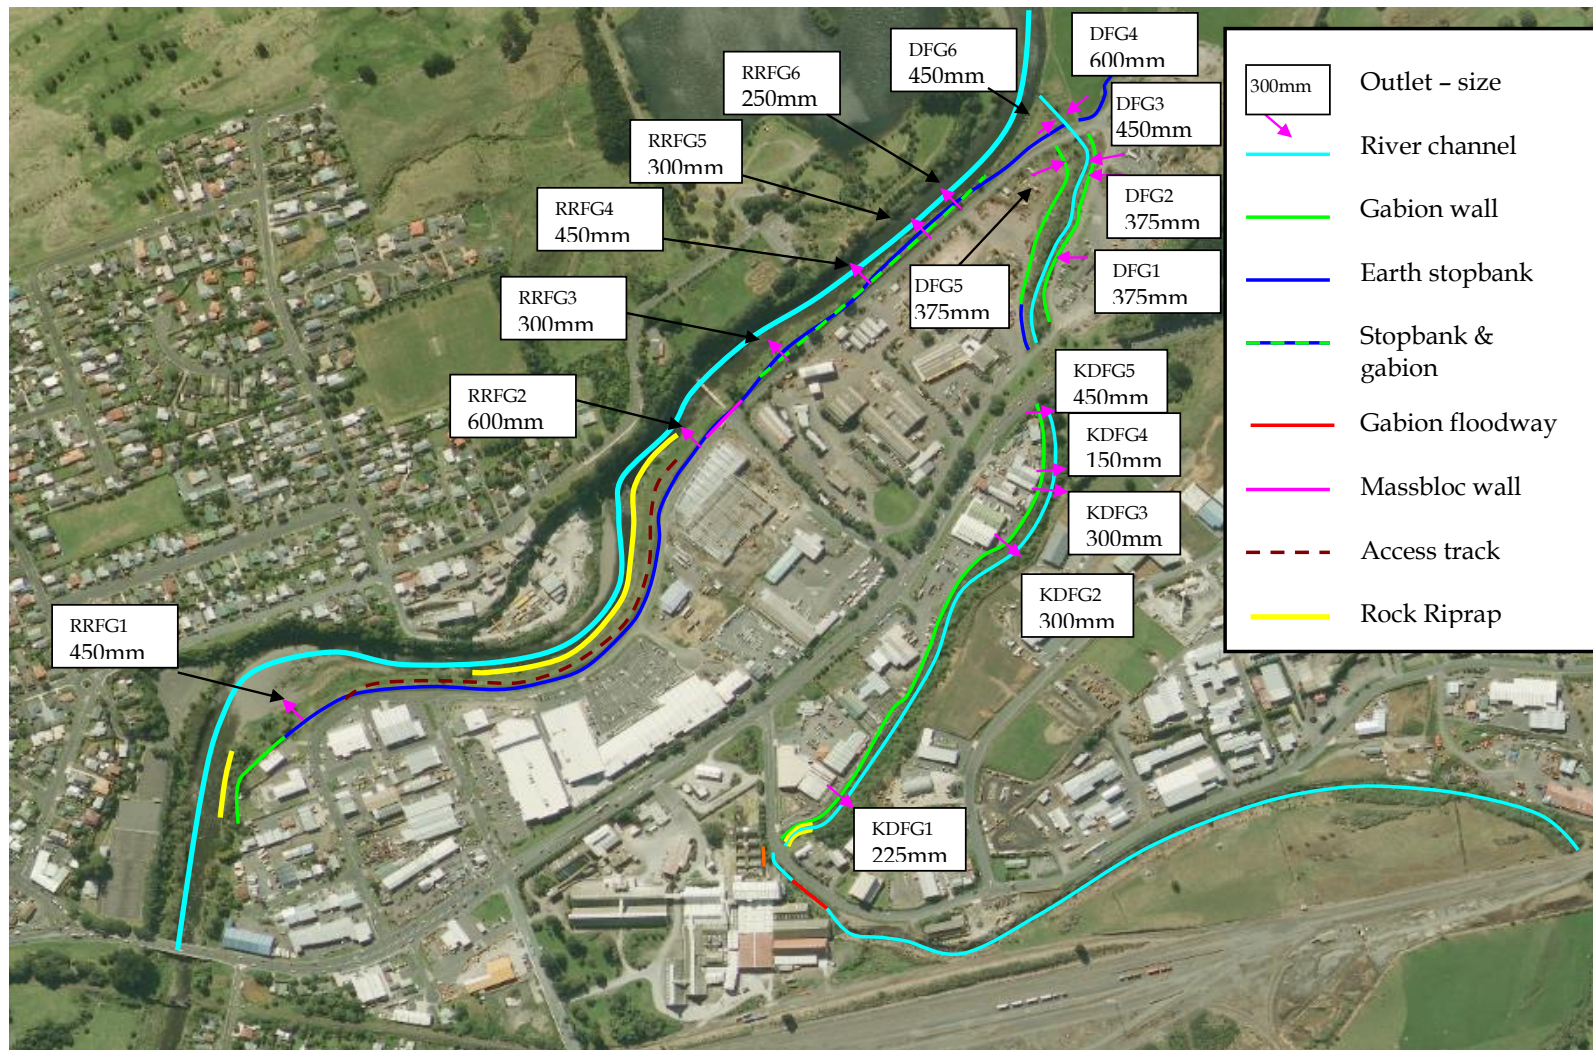 DFG4
600mm
DFG6
450mm
RRFG6
250mm
DFG3
450mm
RRFG5
300mm
RRFG4
450mm
DFG2
375mm
RRFG3
300mm
DFG5
375mm
DFG1
375mm
RRFG2
600mm
KDFG5
450mm
KDFG4
150mm
KDFG3
300mm
KDFG2
300mm
RRFG1
450mm
KDFG1
225mm
300mm
Outlet – size
River channel
Gabion wall
Earth stopbank
Stopbank &
gabion
Gabion floodway
Massbloc wall
Access track
Rock Riprap